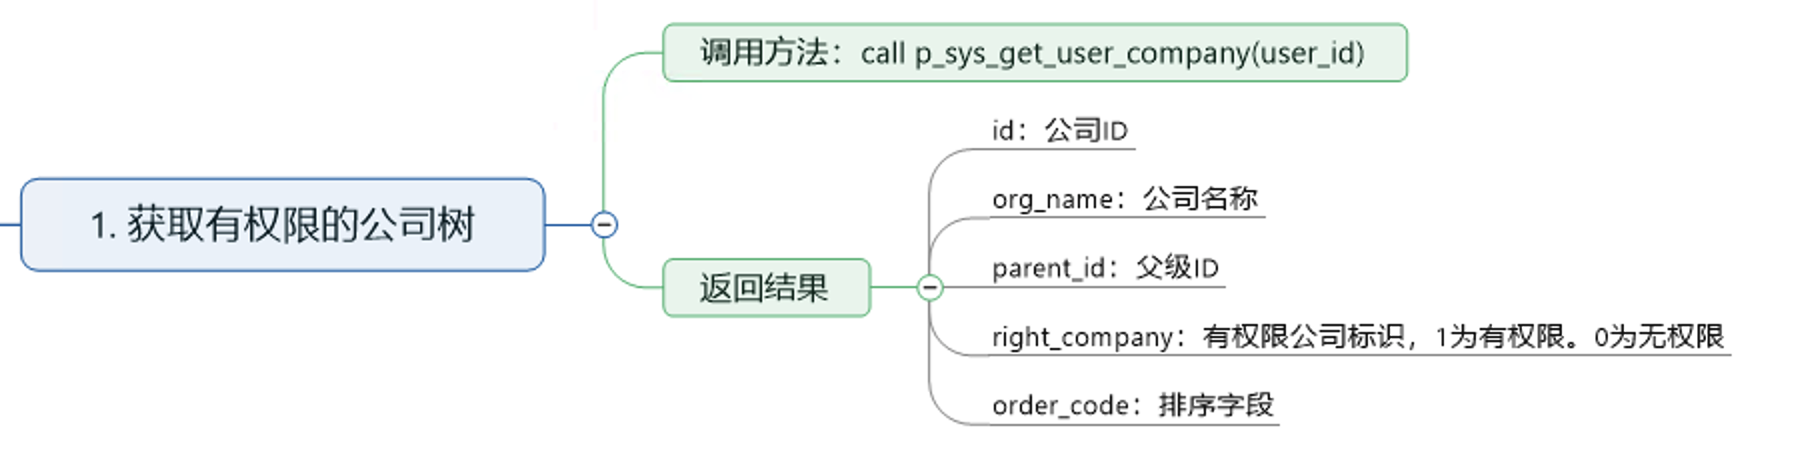 调用方法：call p_sys_get_user_company(user_id)
id：公司ID
org_name：公司名称
1. 获取有权限的公司树
parent_id：父级ID
返回结果
right_company：有权限公司标识，1为有权限。0为无权限
order_code：排序字段